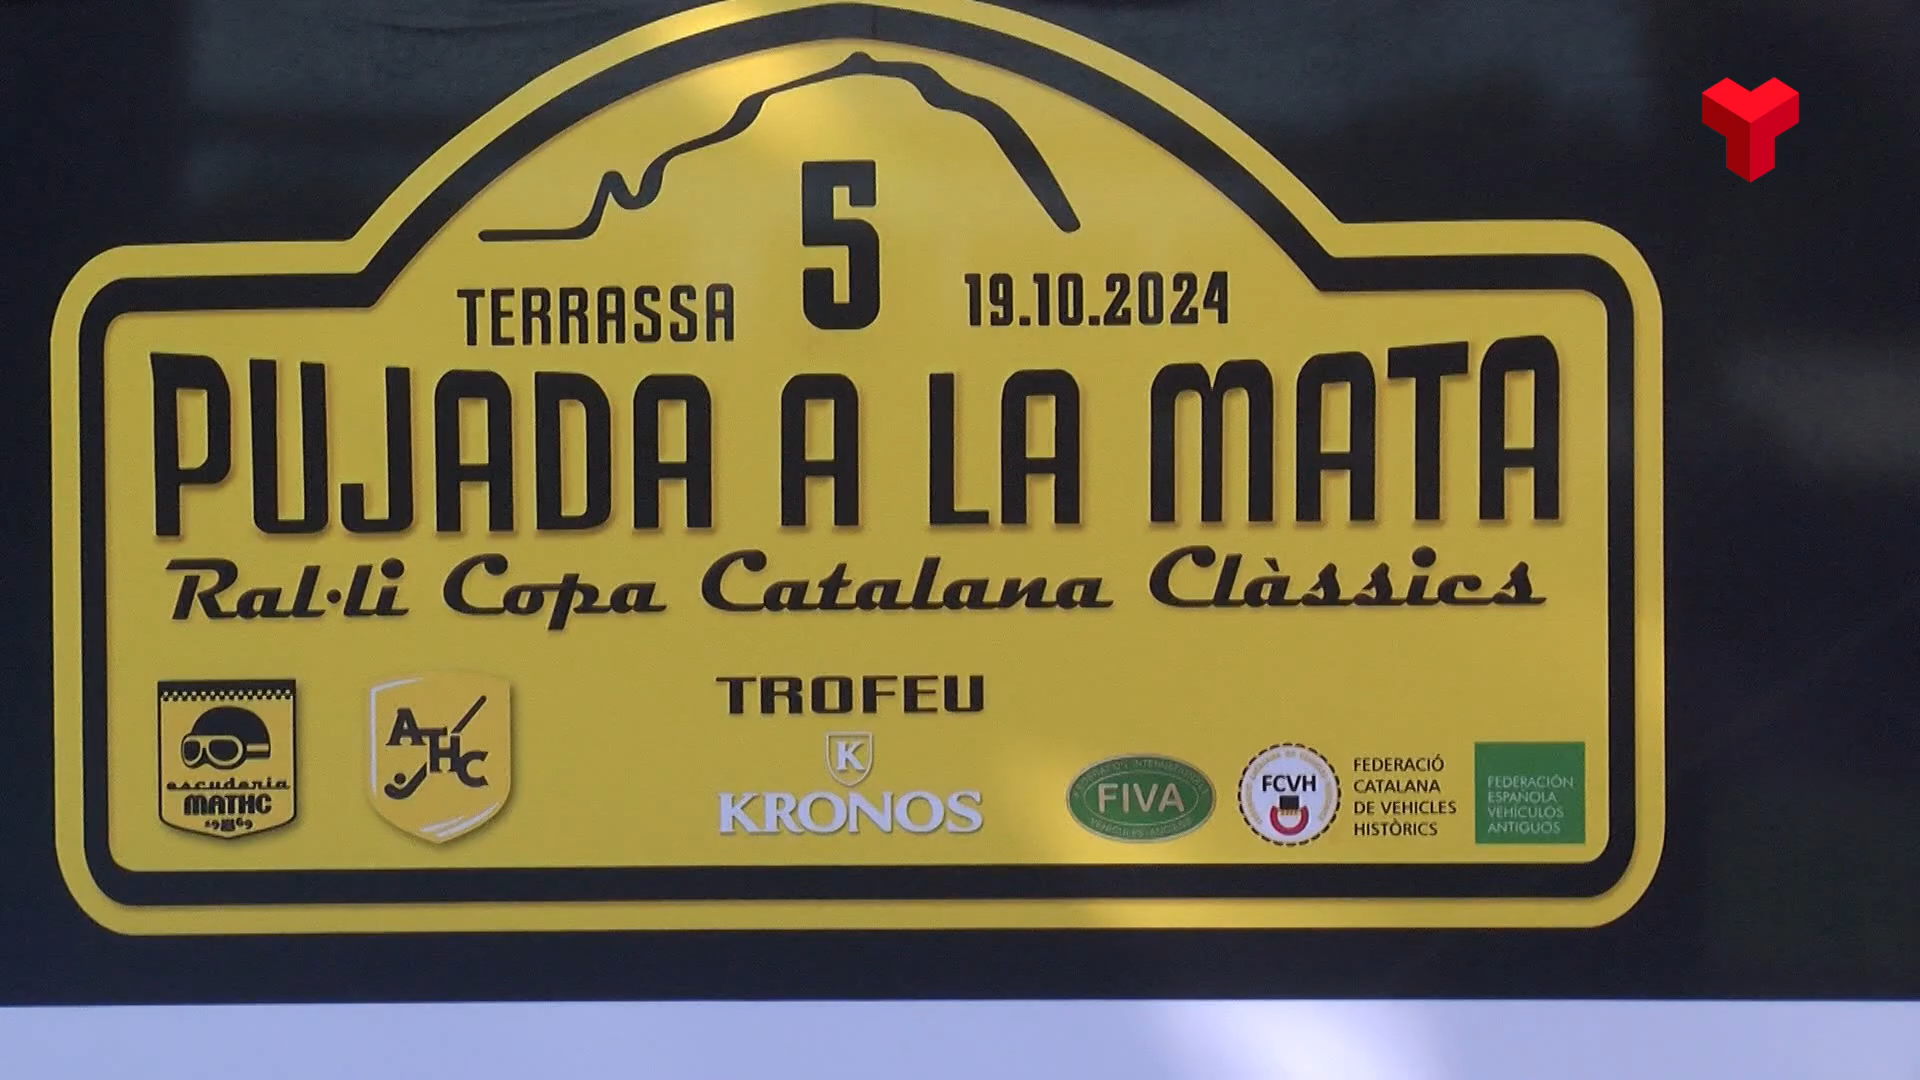 5
TERRASSA 19.10.2024
PUJADA A LA MATA
Ral·li Copa Catalana Clàssics
TROFEU
K
KRONOS
escuderia
MATHC
1969
ATHC
FIVA
FCVH
FEDERACIÓ
CATALANA
DE VEHICLES
HISTÒRICS
FEDERACIÓN
ESPAÑOLA
VEHÍCULOS
ANTIGUOS